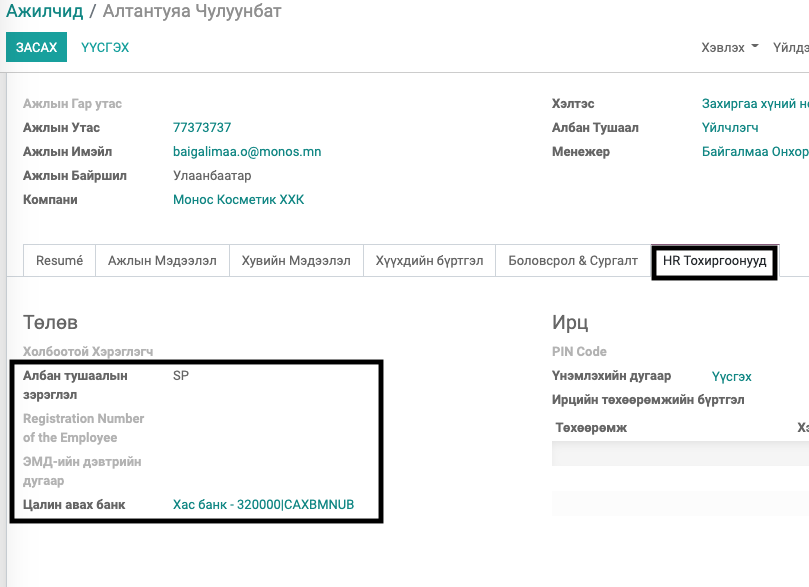 Ажилчид / Алтантуяа Чулуунбат
ЗАСАХ ҮҮСГЭХ Хэвлэх
Ажлын Гар утас
Ажлын Утас 77373737
Ажлын Имэйл baigalimaa.o@monos.mn
Ажлын Байршил Улаанбаатар
Компани Монос Косметик ХХК
Хэлтэс Захиргаа хүний
Албан Тушаал Үйлчлэгч
Менежер Байгалмаа Онхор
Resumé Ажлын Мэдээлэл Хувийн Мэдээлэл Хүүхдийн бүртгэл Боловсрол & Сургалт HR Тохиргоонууд
Төлөв
Холбоотой Хэрэглэгч
Албан тушаалын SP
зэрэглэл
Registration Number
of the Employee
ЭМД-ийн дэвтрийн
дугаар
Цалин авах банк Хас банк - 320000|CAXBMNUB
Ирц
PIN Code
Үнэмлэхийн дугаар Үүсгэх
Ирцийн төхөөрөмжийн бүртгэл
Төхөөрөмж